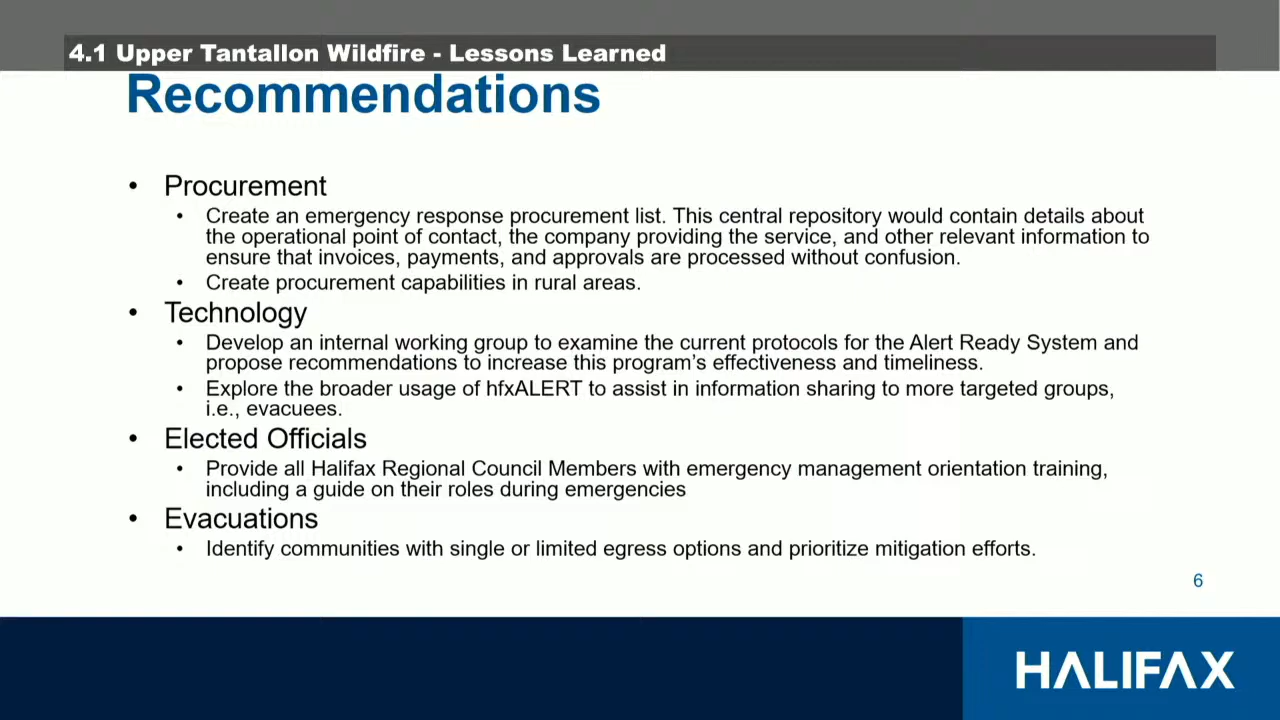 4.1 Upper Tantallon Wildfire - Lessons Learned
Recommendations
• Procurement
• Create an emergency response procurement list. This central repository would contain details about
the operational point of contact, the company providing the service, and other relevant information to
ensure that invoices, payments, and approvals are processed without confusion.
• Create procurement capabilities in rural areas.
• Technology
• Develop an internal working group to examine the current protocols for the Alert Ready System and
propose recommendations to increase this program's effectiveness and timeliness.
• Explore the broader usage of hfxALERT to assist in information sharing to more targeted groups,
i.e., evacuees.
• Elected Officials
• Provide all Halifax Regional Council Members with emergency management orientation training,
including a guide on their roles during emergencies
• Evacuations
• Identify communities with single or limited egress options and prioritize mitigation efforts.
6
HALIFAX